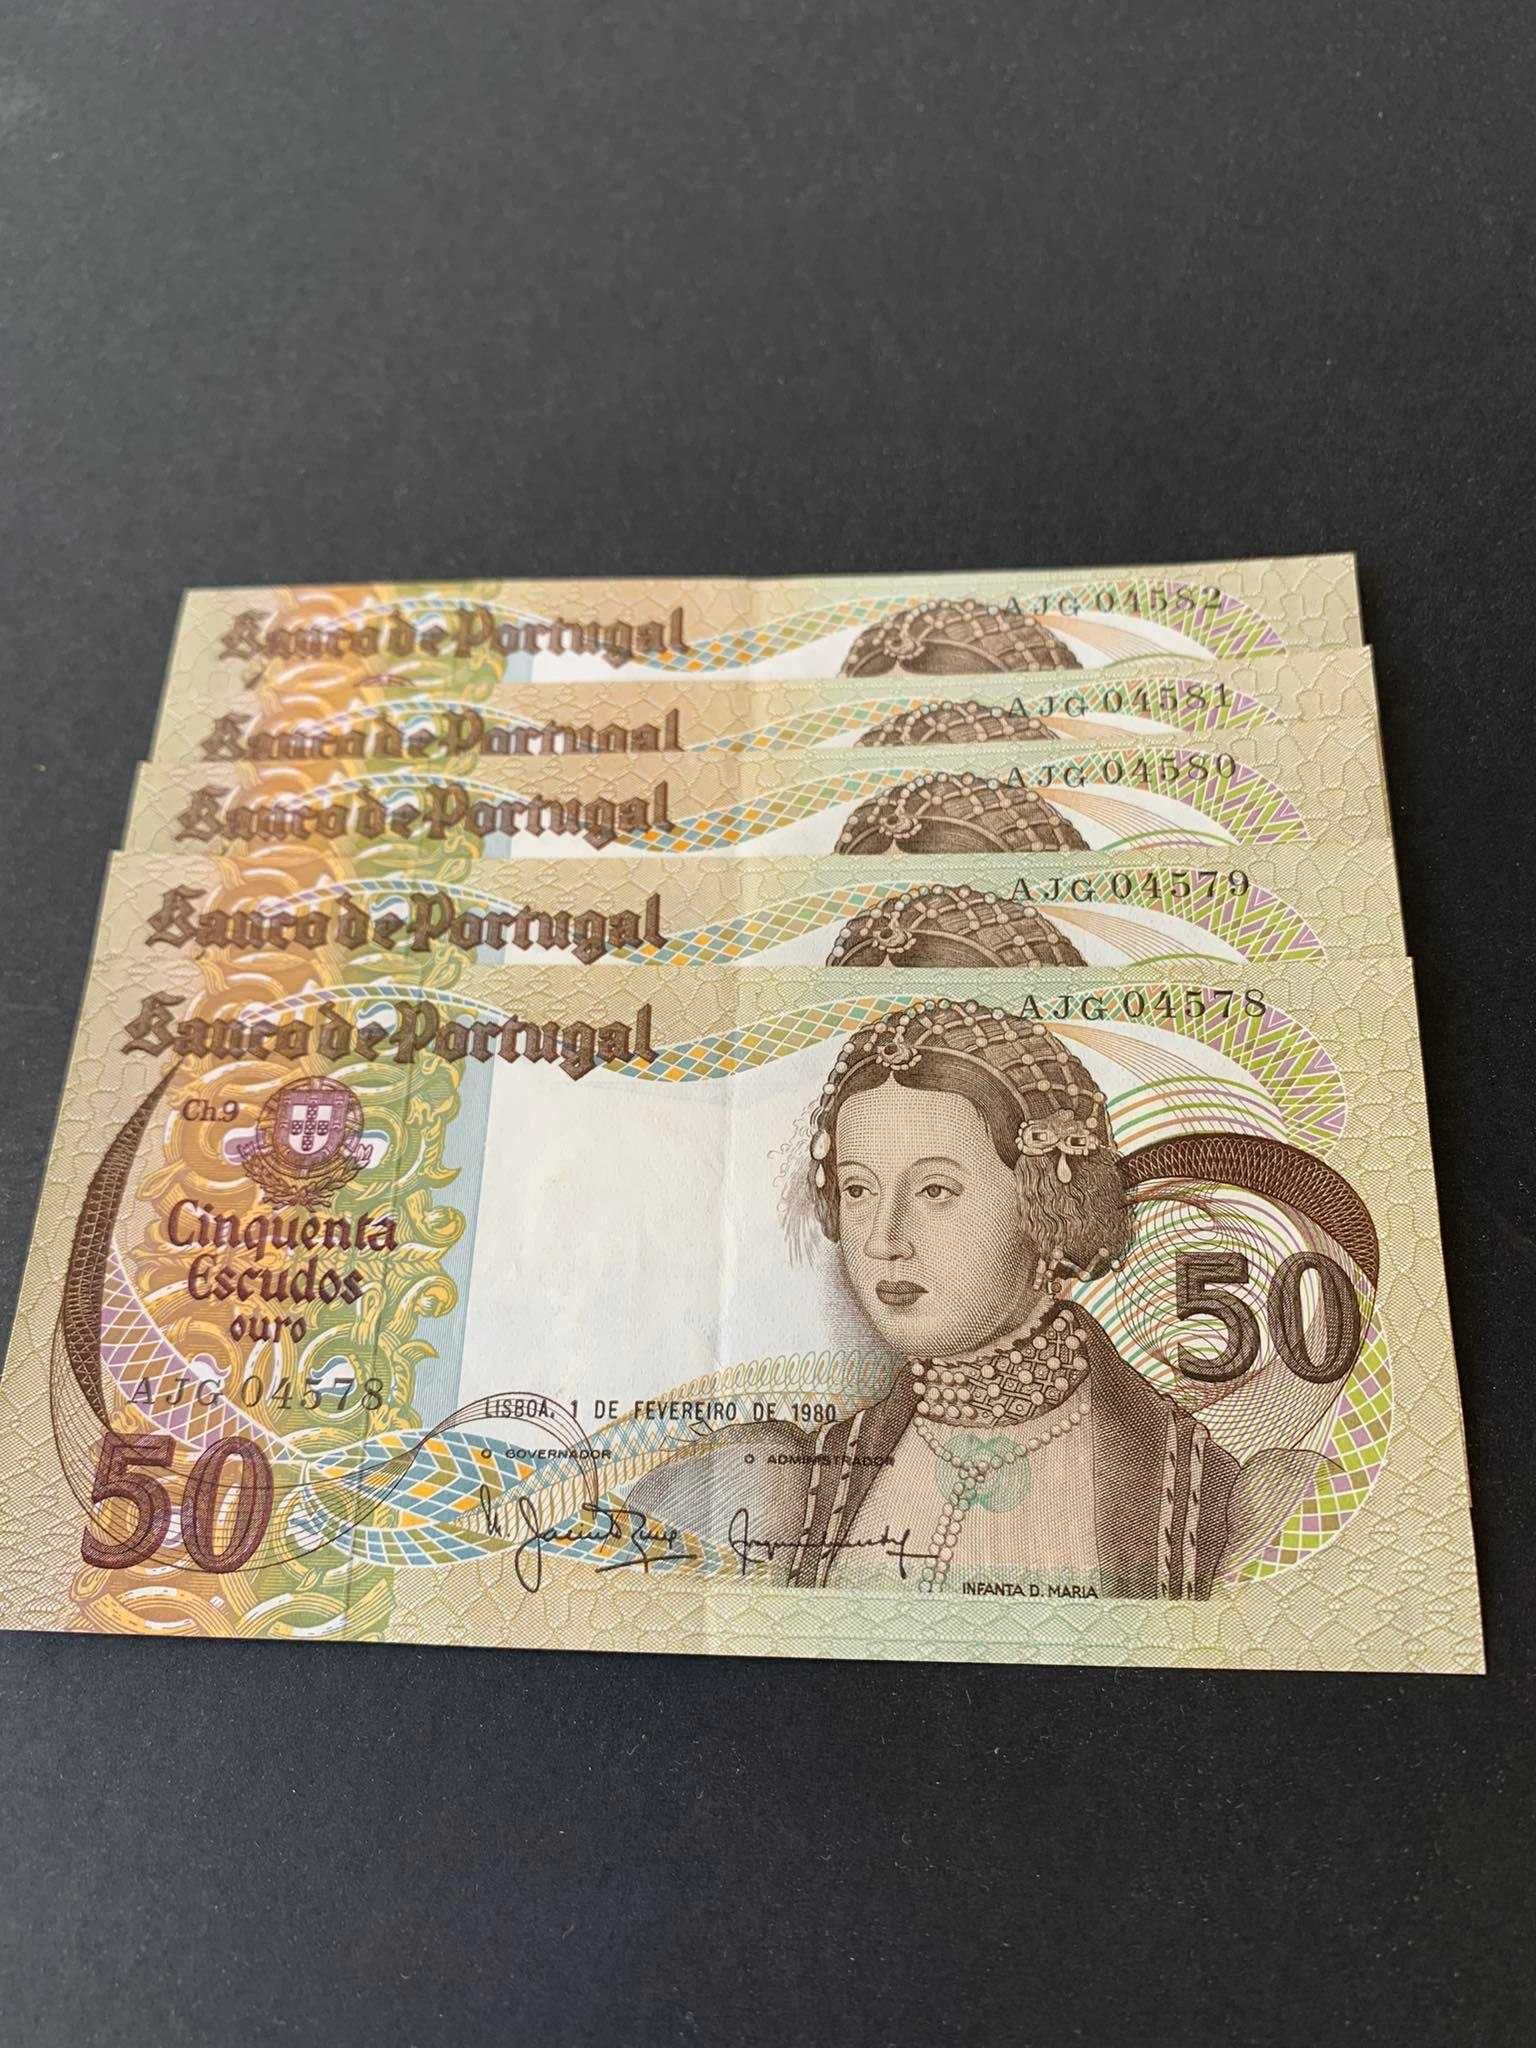 Banco de Portugal
AJG 04582
Banco de Portugal
AJG 04581
Banco de Portugal
AJG 04580
Banco de Portugal
AJG 04579
Banco de Portugal
AJG 04578
Ch.9
Cinquenta
Escudos
ouro
50
AJG 04578
LISBOA, 1 DE FEVEREIRO DE 1980
O GOVERNADOR
O ADMINISTRADOR
50
INFANTA D. MARIA